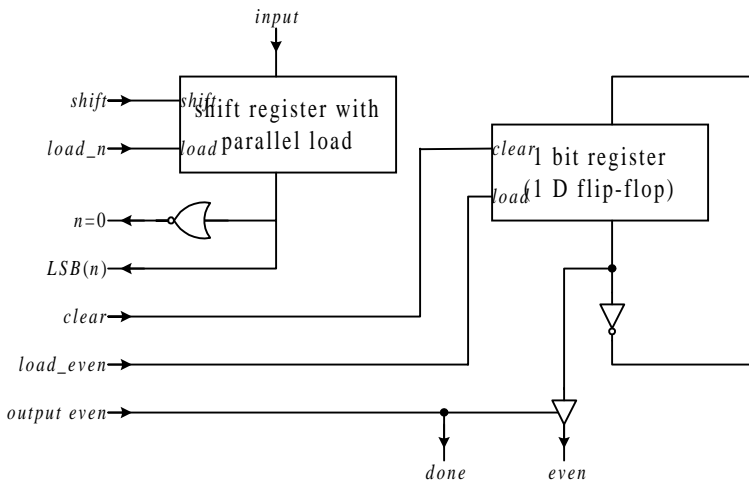 input
shift
shift
shift register with
load_n
load
parallel load
clear
1 bit register
load
(1 D flip-flop)
n=0
LSB(n)
clear
load_even
output even
done
even